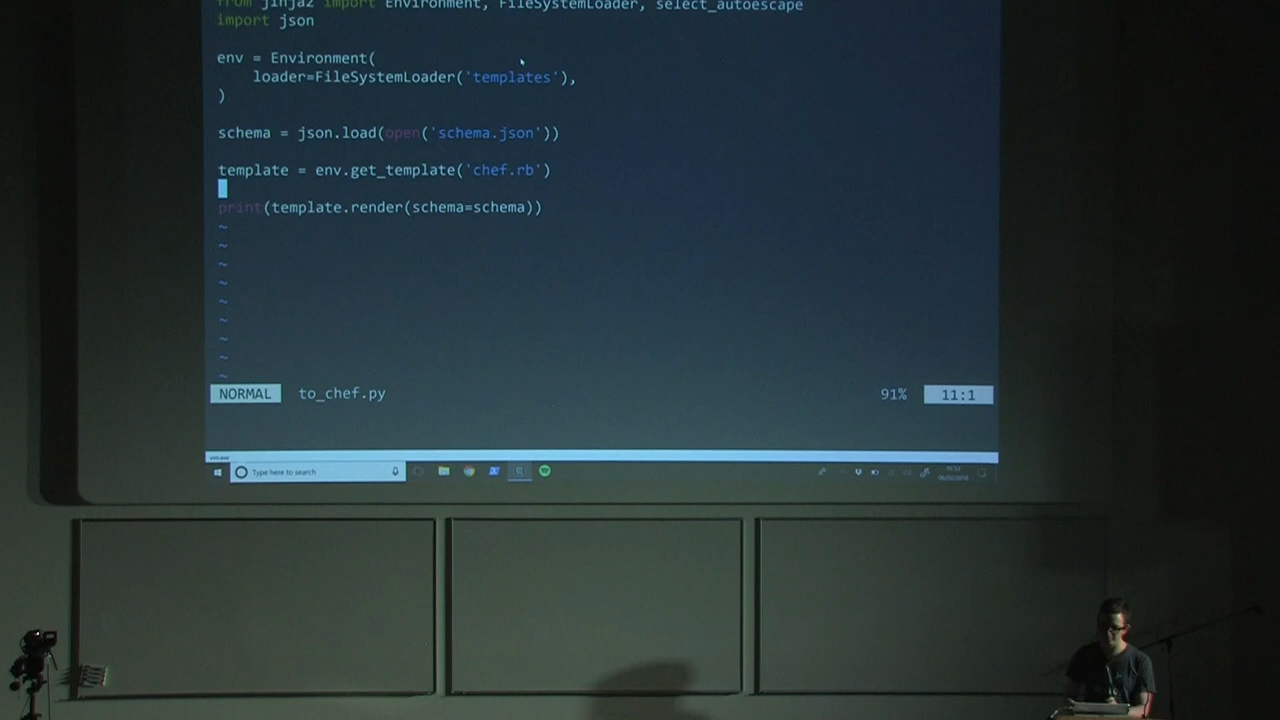 from jinja2 import Environment, FileSystemLoader, select_autoescape
import json
env = Environment(
loader=FileSystemLoader('templates'),
)
schema = json.load(open('schema.json'))
template = env.get_template('chef.rb')
print(template.render(schema=schema))
~
~
~
~
~
~
~
~
~
NORMAL to_chef.py 91% 11:1
Type here to search